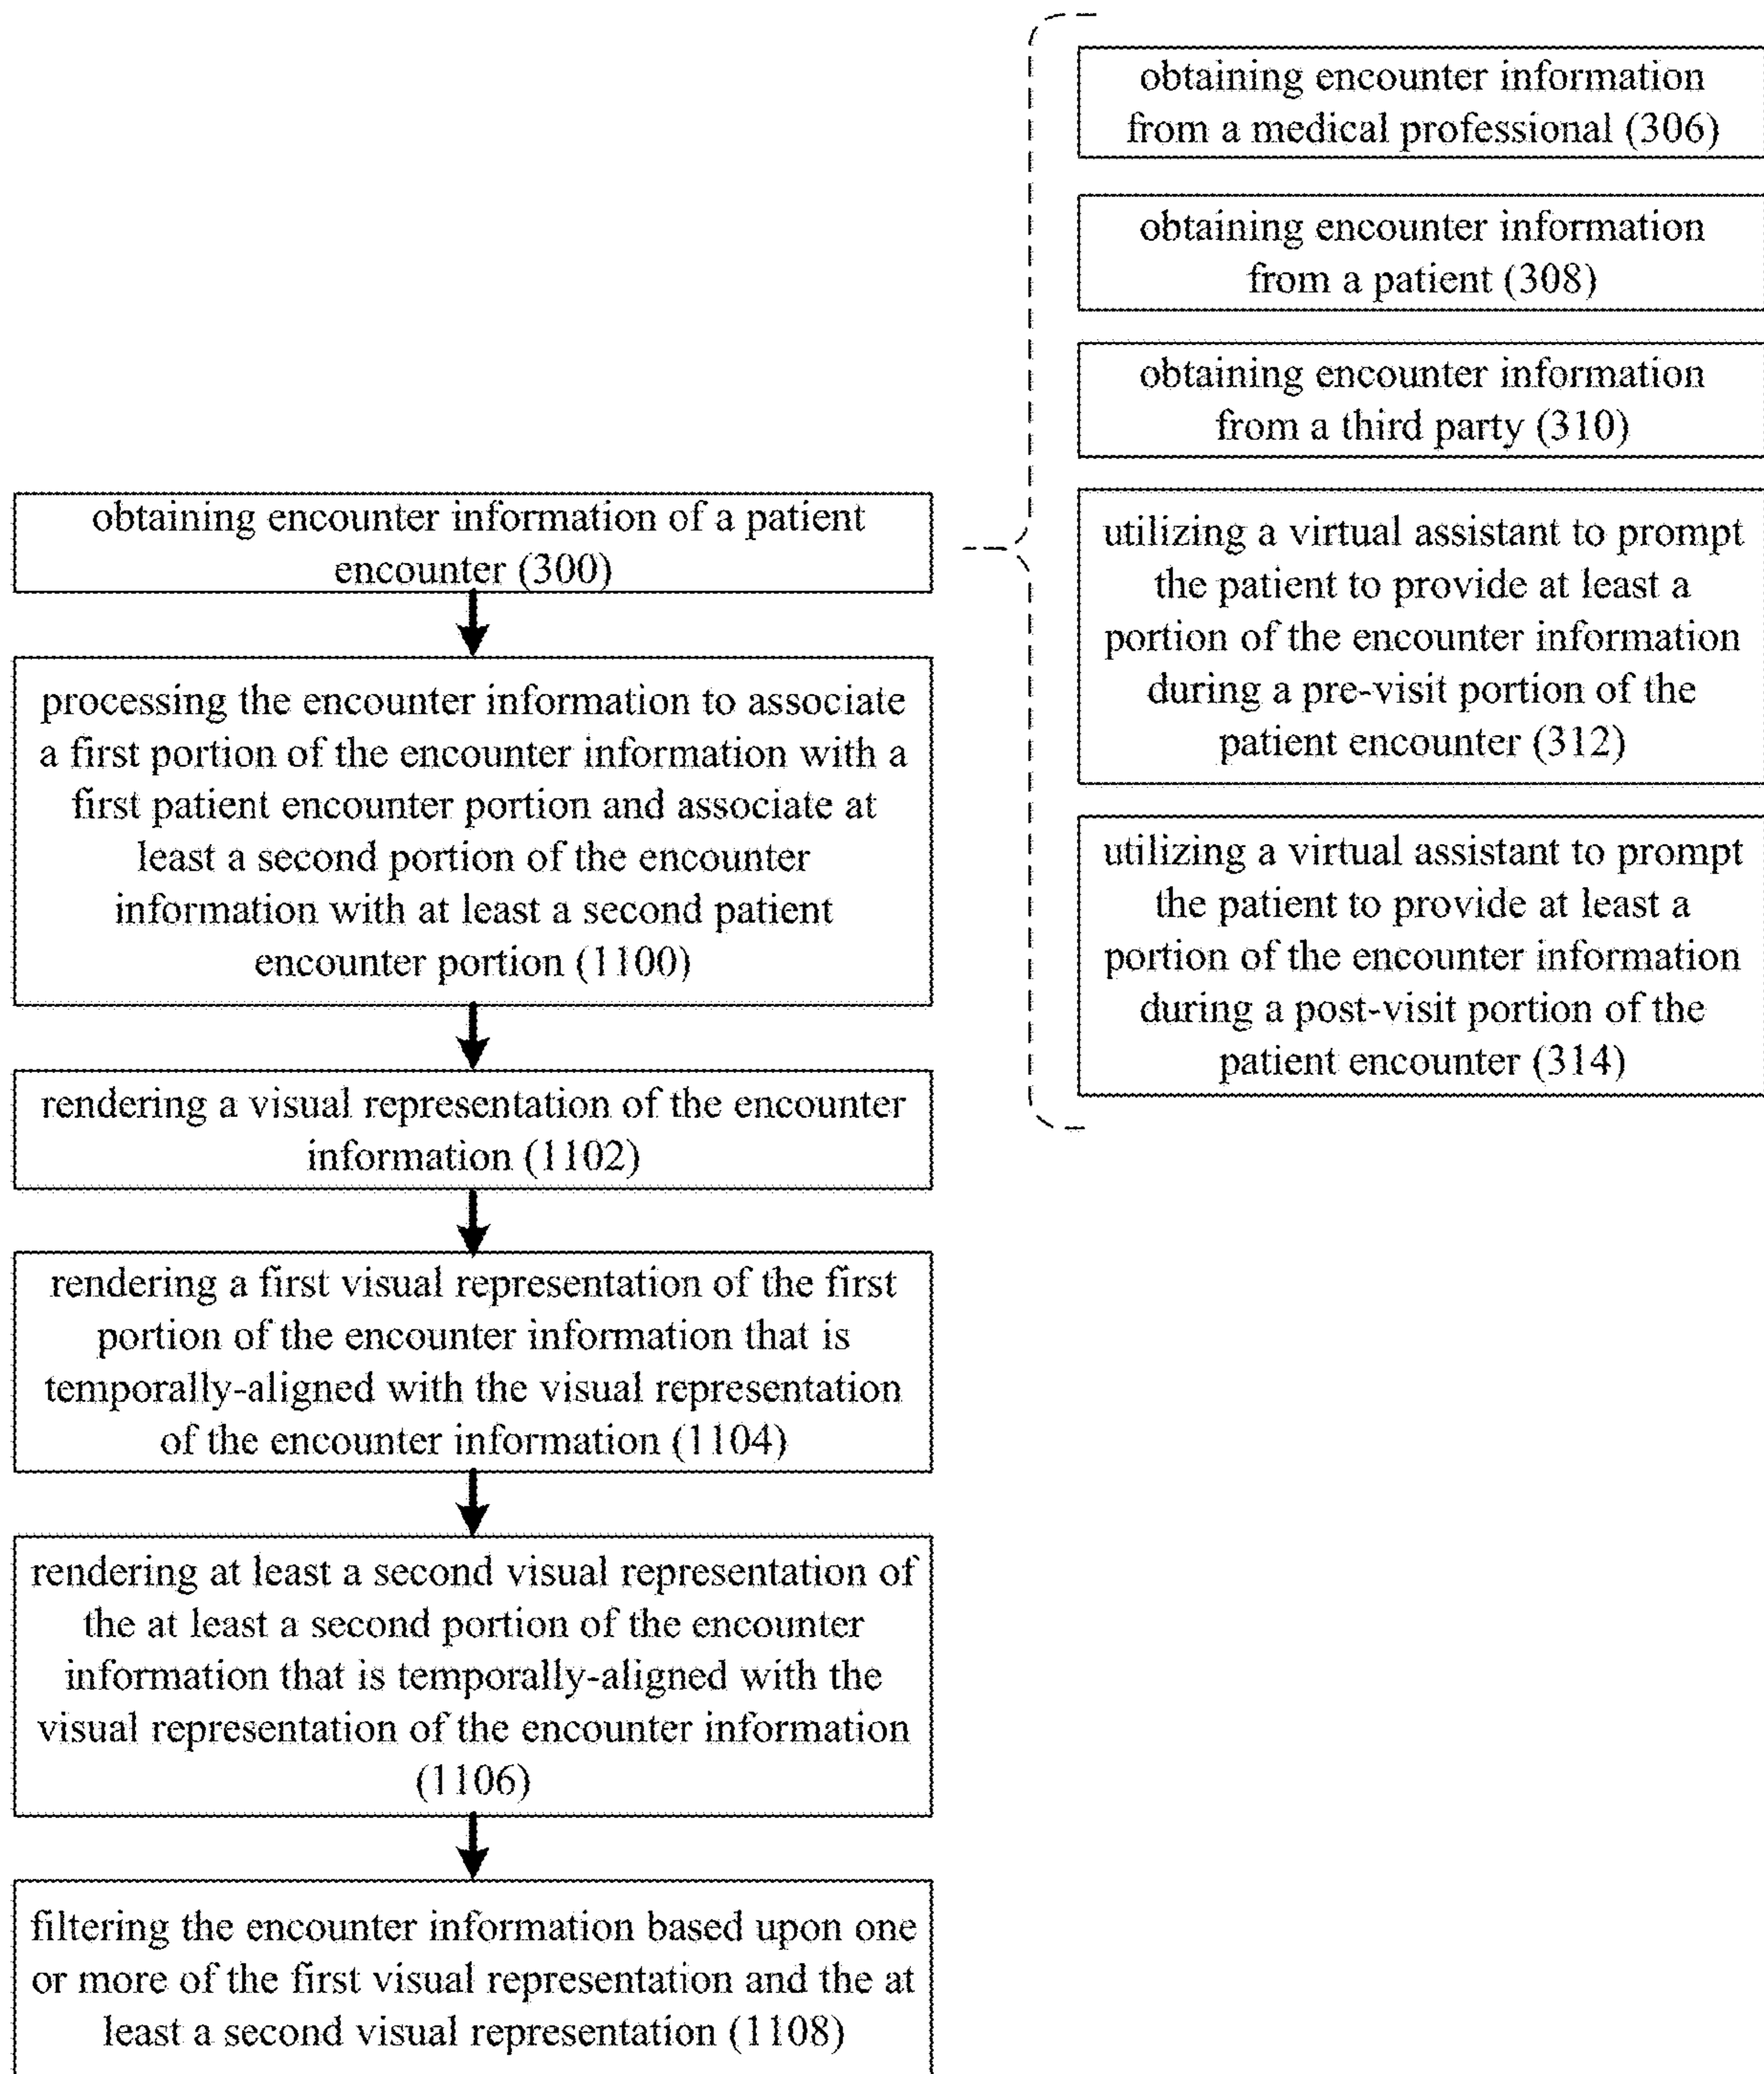 obtaining encounter information
from a medical professional (306)
obtaining encounter information
from a patient (308)
obtaining encounter information
from a third party (310)
utilizing a virtual assistant to prompt
the patient to provide at least a
portion of the encounter information
during a pre-visit portion of the
patient encounter (312)
utilizing a virtual assistant to prompt
the patient to provide at least a
portion of the encounter information
during a post-visit portion of the
patient encounter (314)
obtaining encounter information of a patient
encounter (300)
processing the encounter information to associate
a first portion of the encounter information with a
first patient encounter portion and associate at
least a second portion of the encounter
information with at least a second patient
encounter portion (1100)
rendering a visual representation of the encounter
information (1102)
rendering a first visual representation of the first
portion of the encounter information that is
temporally-aligned with the visual representation
of the encounter information (1104)
rendering at least a second visual representation of
the at least a second portion of the encounter
information that is temporally-aligned with the
visual representation of the encounter information
(1106)
filtering the encounter information based upon one
or more of the first visual representation and the at
least a second visual representation (1108)